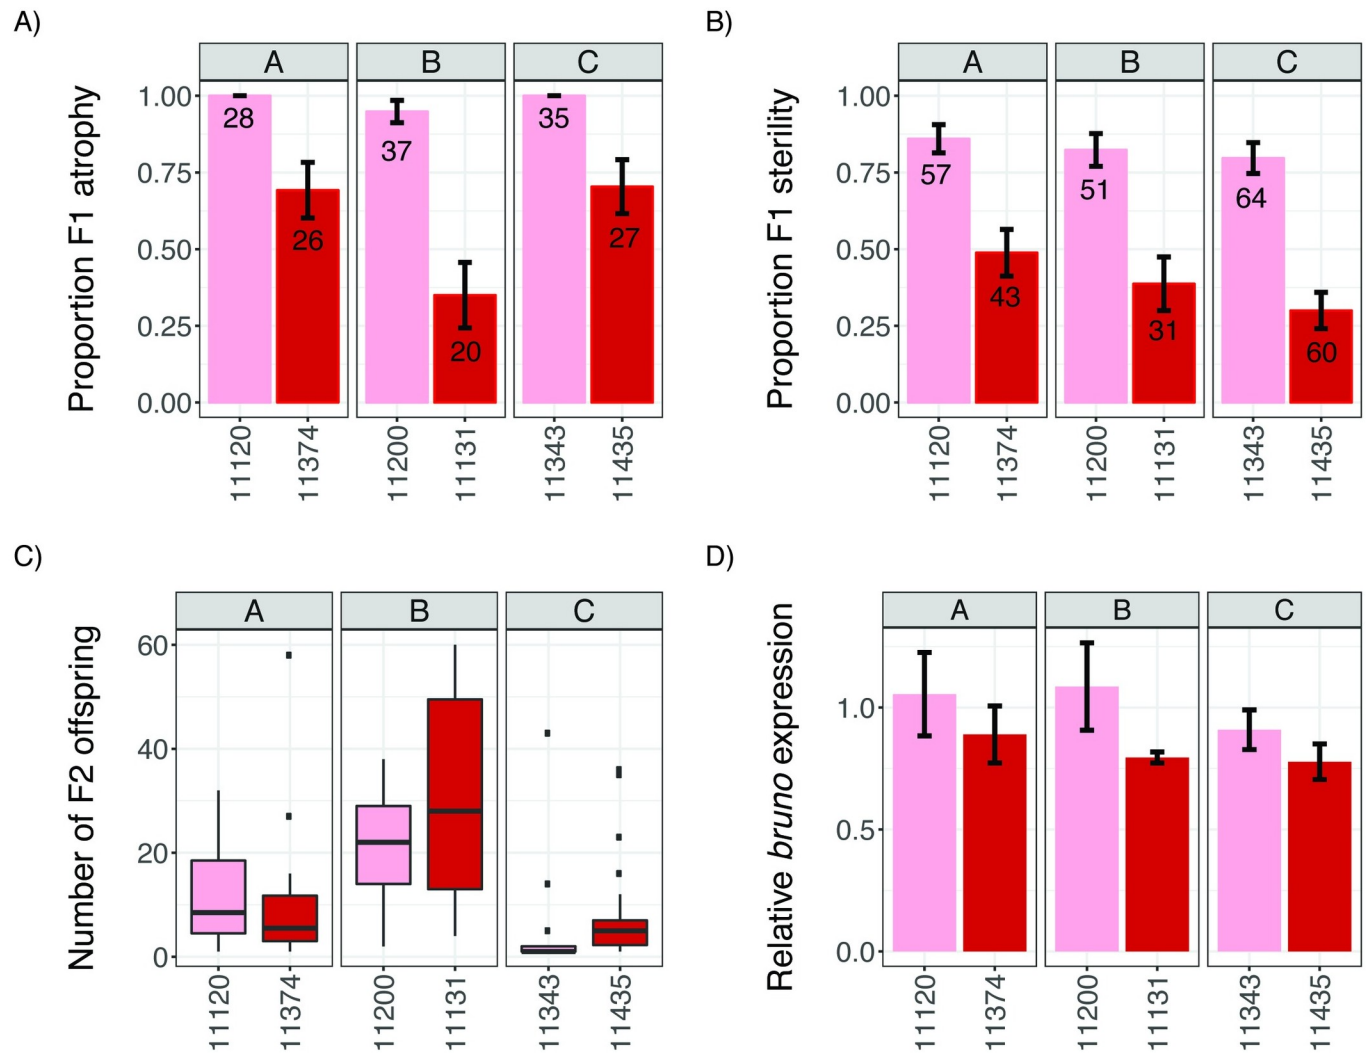 A)
A B C
Proportion F1 atrophy
1.00
0.75
0.50
0.25
0.00
28 26 37 20 35 27
11120 11374 11200 11131 11343 11435
B)
A B C
Proportion F1 sterility
1.00
0.75
0.50
0.25
0.00
57 43 51 31 64 60
11120 11374 11200 11131 11343 11435
C)
A B C
Number of F2 offspring
60
40
20
0
11120 11374 11200 11131 11343 11435
D)
A B C
Relative bruno expression
1.0
0.5
0.0
11120 11374 11200 11131 11343 11435